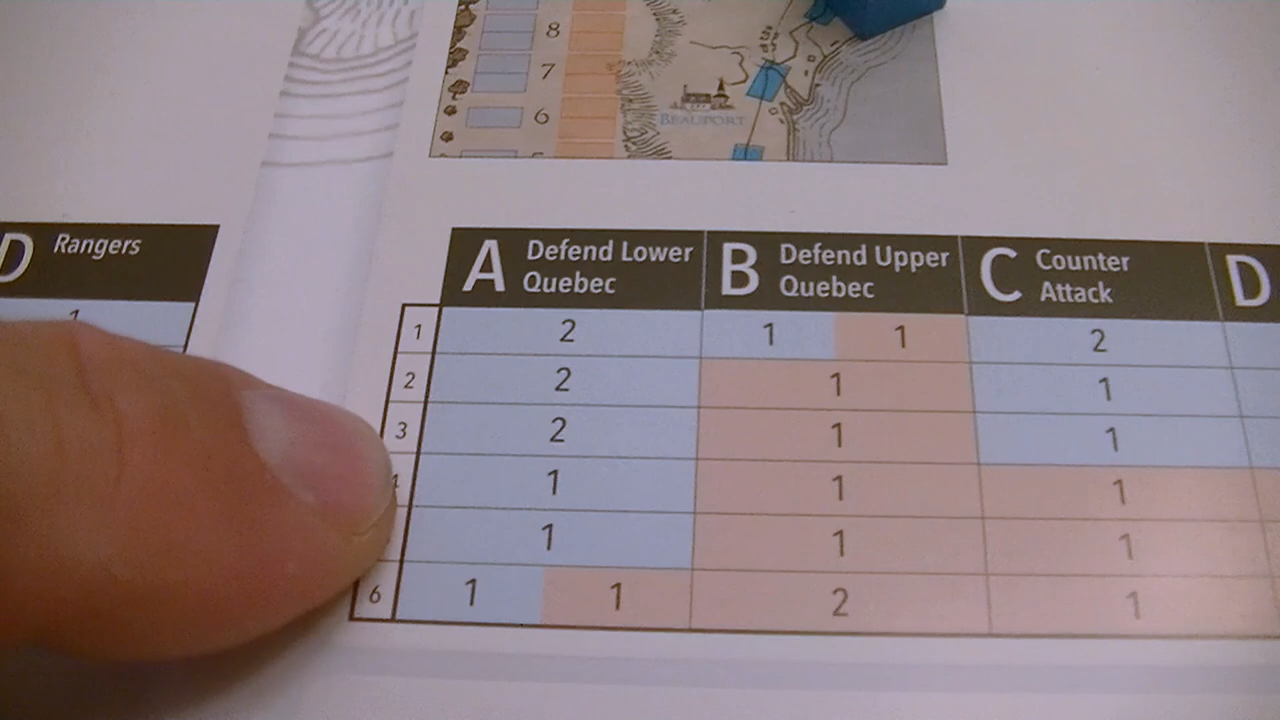 8
7
6
BEAUPORT
D Rangers
1
A Defend Lower Quebec B Defend Upper Quebec C Counter Attack D
1 2 1 1 2
2 2 1 1
3 2 1 1
4 1 1 1
1 1 1
6 1 1 2 1